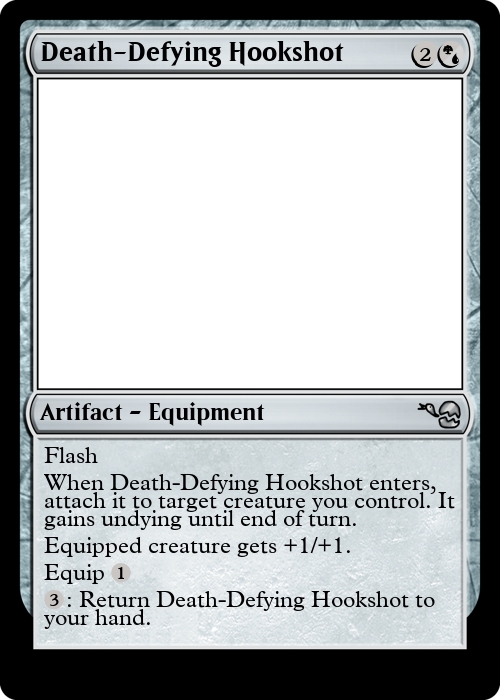 Death-Defying Hookshot 2
Artifact - Equipment
Flash
When Death-Defying Hookshot enters,
attach it to target creature you control. It
gains undying until end of turn.
Equipped creature gets +1/+1.
Equip 1
3: Return Death-Defying Hookshot to
your hand.